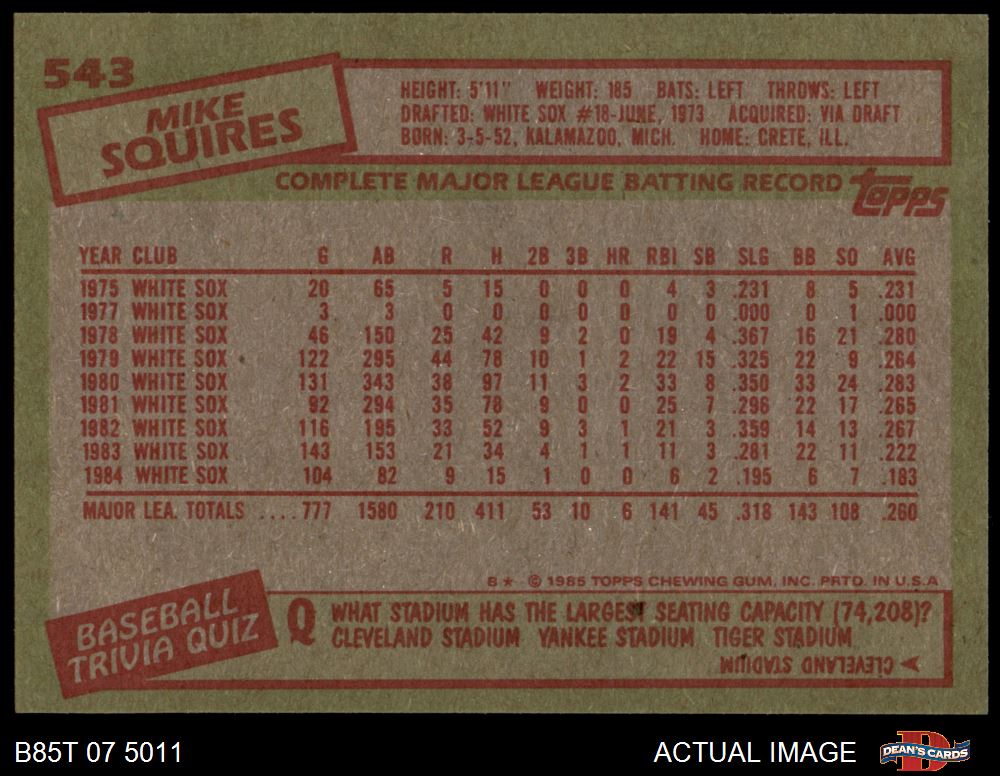 543
MIKE
SQUIRES
HEIGHT: 5'11" WEIGHT: 185 BATS: LEFT THROWS: LEFT
DRAFTED: WHITE SOX #18-JUNE, 1973 ACQUIRED: VIA DRAFT
BORN: 3-5-52, KALAMAZOO, MICH. HOME: CRETE, ILL.
COMPLETE MAJOR LEAGUE BATTING RECORD topps
YEAR CLUB G AB R H 2B 3B HR RBI SB SLG BB SO AVG
1975 WHITE SOX 20 65 5 15 0 0 0 4 3 .231 8 5 .231
1977 WHITE SOX 3 3 0 0 0 0 0 0 0 .000 0 1 .000
1978 WHITE SOX 46 150 25 42 9 2 0 19 4 .367 16 21 .280
1979 WHITE SOX 122 295 44 78 10 1 2 22 15 .325 22 9 .264
1980 WHITE SOX 131 343 38 97 11 3 2 33 8 .350 33 24 .283
1981 WHITE SOX 92 294 35 78 9 0 0 25 7 .296 22 17 .265
1982 WHITE SOX 116 195 33 52 9 3 1 21 3 .359 14 13 .267
1983 WHITE SOX 143 153 21 34 4 1 1 11 3 .281 22 11 .222
1984 WHITE SOX 104 82 9 15 1 0 0 6 2 .195 6 7 .183
MAJOR LEA. TOTALS ....777 1580 210 411 53 10 6 141 45 .318 143 108 .260
B★ © 1985 TOPPS CHEWING GUM, INC. PRTD. IN U.S.A
BASEBALL
TRIVIA QUIZ
Q WHAT STADIUM HAS THE LARGEST SEATING CAPACITY (74,208)?
CLEVELAND STADIUM YANKEE STADIUM TIGER STADIUM
CLEVELAND STADIUM
B85T 07 5011
ACTUAL IMAGE
DEAN'S CARDS